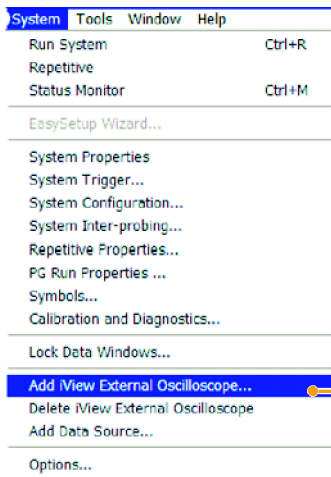 System Tools Window Help
Run System Ctrl+R
Repetitive
Status Monitor Ctrl+M
EasySetup Wizard...
System Properties
System Trigger...
System Configuration...
System Inter-probing...
Repetitive Properties...
PG Run Properties ...
Symbols...
Calibration and Diagnostics...
Lock Data Windows...
Add iView External Oscilloscope...
Delete iView External Oscilloscope
Add Data Source...
Options...